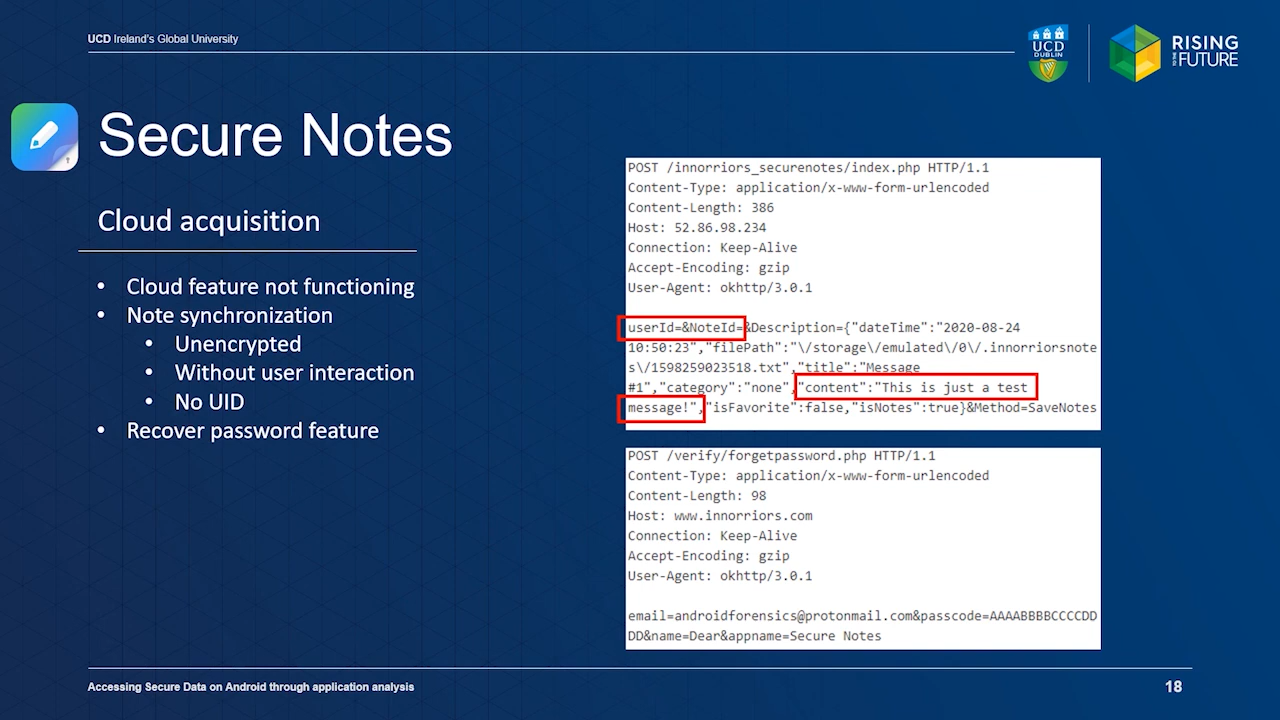 UCD Ireland's Global University
UCD
DUBLIN
RISING
TO THE
FUTURE
Secure Notes
Cloud acquisition
• Cloud feature not functioning
• Note synchronization
• Unencrypted
• Without user interaction
• No UID
• Recover password feature
POST /innorriors_securenotes/index.php HTTP/1.1
Content-Type: application/x-www-form-urlencoded
Content-Length: 386
Host: 52.86.98.234
Connection: Keep-Alive
Accept-Encoding: gzip
User-Agent: okhttp/3.0.1
userId=&NoteId=&Description={"dateTime":"2020-08-24
10:50:23","filePath":"\/storage\/emulated\/0\/.innorriorsnote
s\/1598259023518.txt","title":"Message
#1","category":"none","content":"This is just a test
message!","isFavorite":false,"isNotes":true}&Method=SaveNotes
POST /verify/forgetpassword.php HTTP/1.1
Content-Type: application/x-www-form-urlencoded
Content-Length: 98
Host: www.innorriors.com
Connection: Keep-Alive
Accept-Encoding: gzip
User-Agent: okhttp/3.0.1
email=androidforensics@protonmail.com&passcode=AAAABBBBCCCCDD
DD&name=Dear&appname=Secure Notes
Accessing Secure Data on Android through application analysis
18